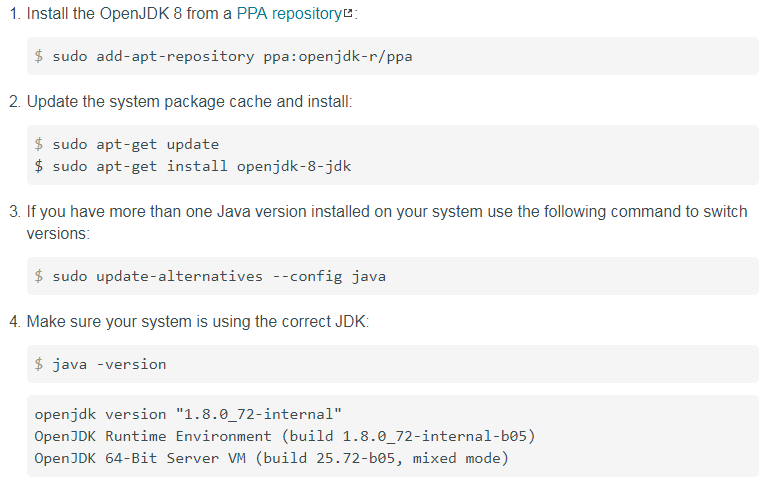 1. Install the OpenJDK 8 from a PPA repository:
$ sudo add-apt-repository ppa:openjdk-r/ppa
2. Update the system package cache and install:
$ sudo apt-get update
$ sudo apt-get install openjdk-8-jdk
3. If you have more than one Java version installed on your system use the following command to switch
versions:
$ sudo update-alternatives --config java
4. Make sure your system is using the correct JDK:
$ java -version
openjdk version "1.8.0_72-internal"
OpenJDK Runtime Environment (build 1.8.0_72-internal-b05)
OpenJDK 64-Bit Server VM (build 25.72-b05, mixed mode)